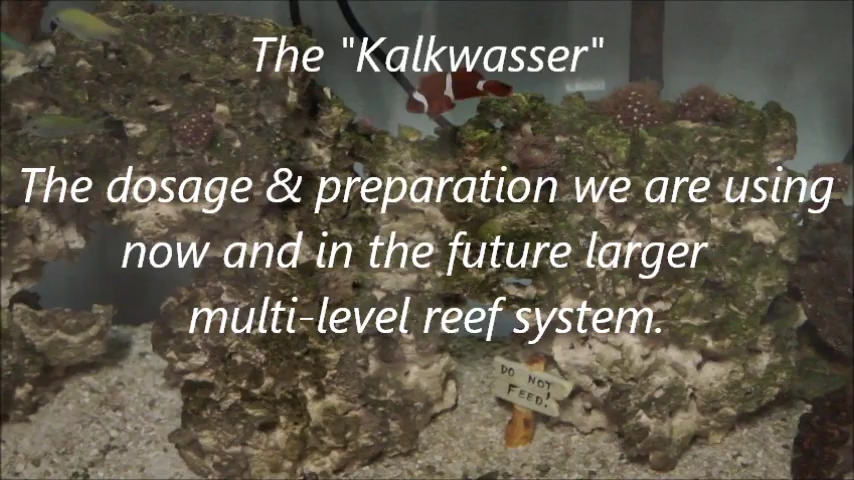 The "Kalkwasser"
The dosage & preparation we are using
now and in the future larger
multi-level reef system.
DO NOT
FEED!